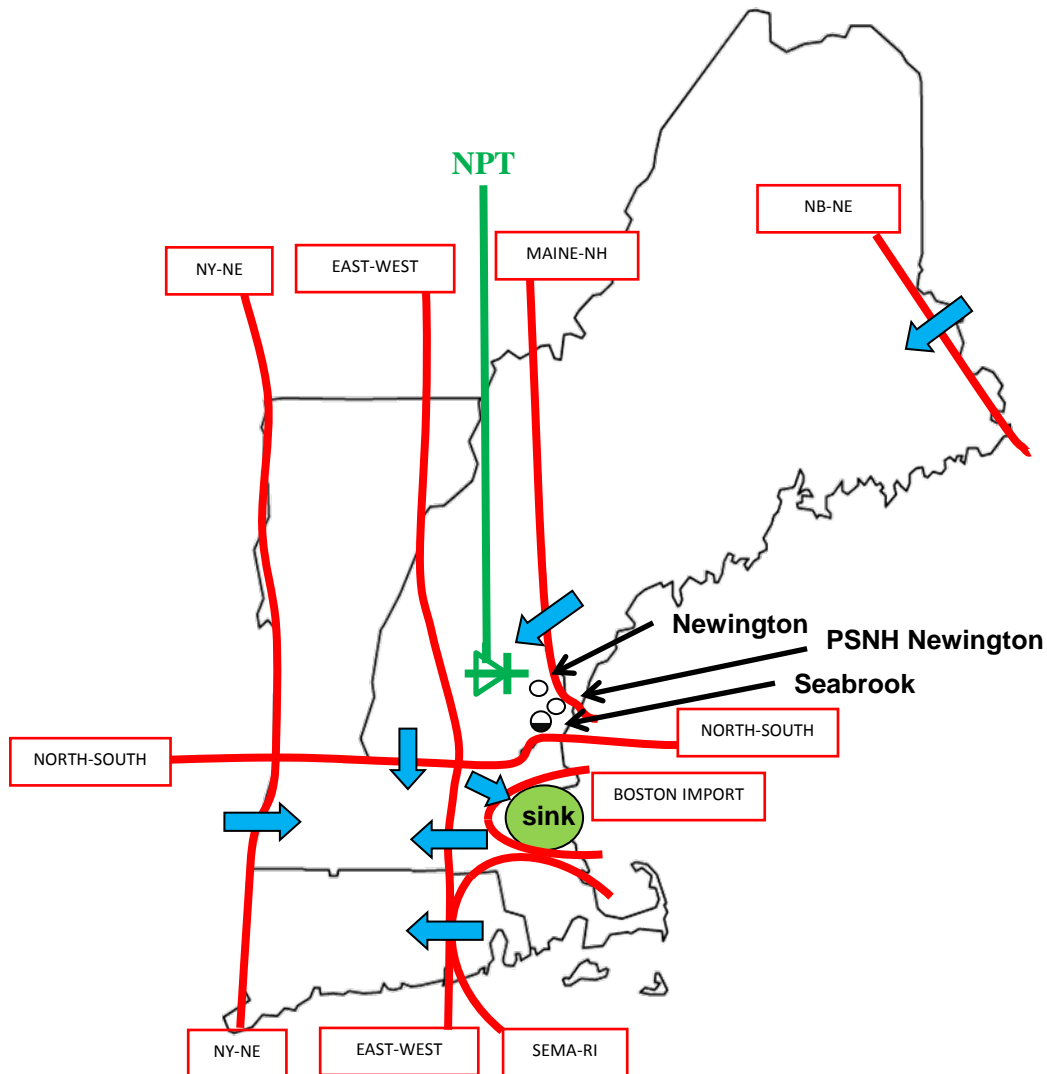 NPT
NB-NE
NY-NE
EAST-WEST
MAINE-NH
Newington
PSNH Newington
Seabrook
NORTH-SOUTH
NORTH-SOUTH
BOSTON IMPORT
sink
NY-NE
EAST-WEST
SEMA-RI